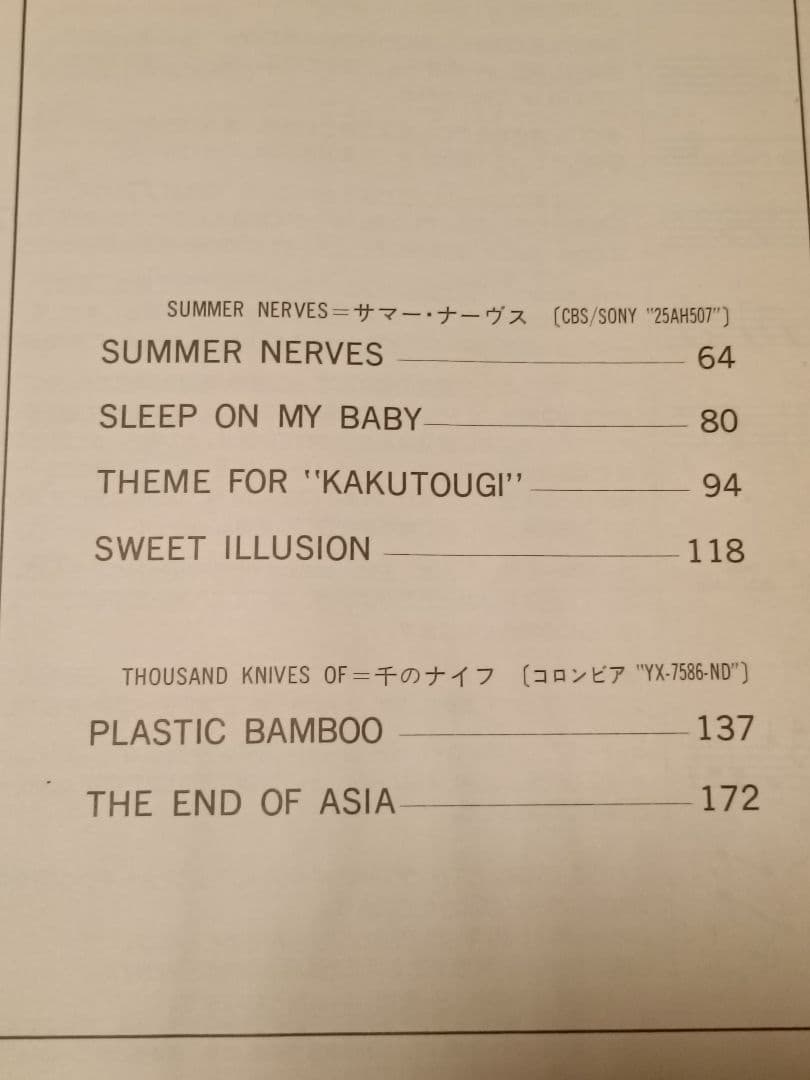 SUMMER NERVES=サマー・ナーヴス 〔CBS/SONY "25AH507"〕
SUMMER NERVES 64
SLEEP ON MY BABY 80
THEME FOR "KAKUTOUGI" 94
SWEET ILLUSION 118
THOUSAND KNIVES OF=千のナイフ 〔コロンビア "YX-7586-ND"〕
PLASTIC BAMBOO 137
THE END OF ASIA 172